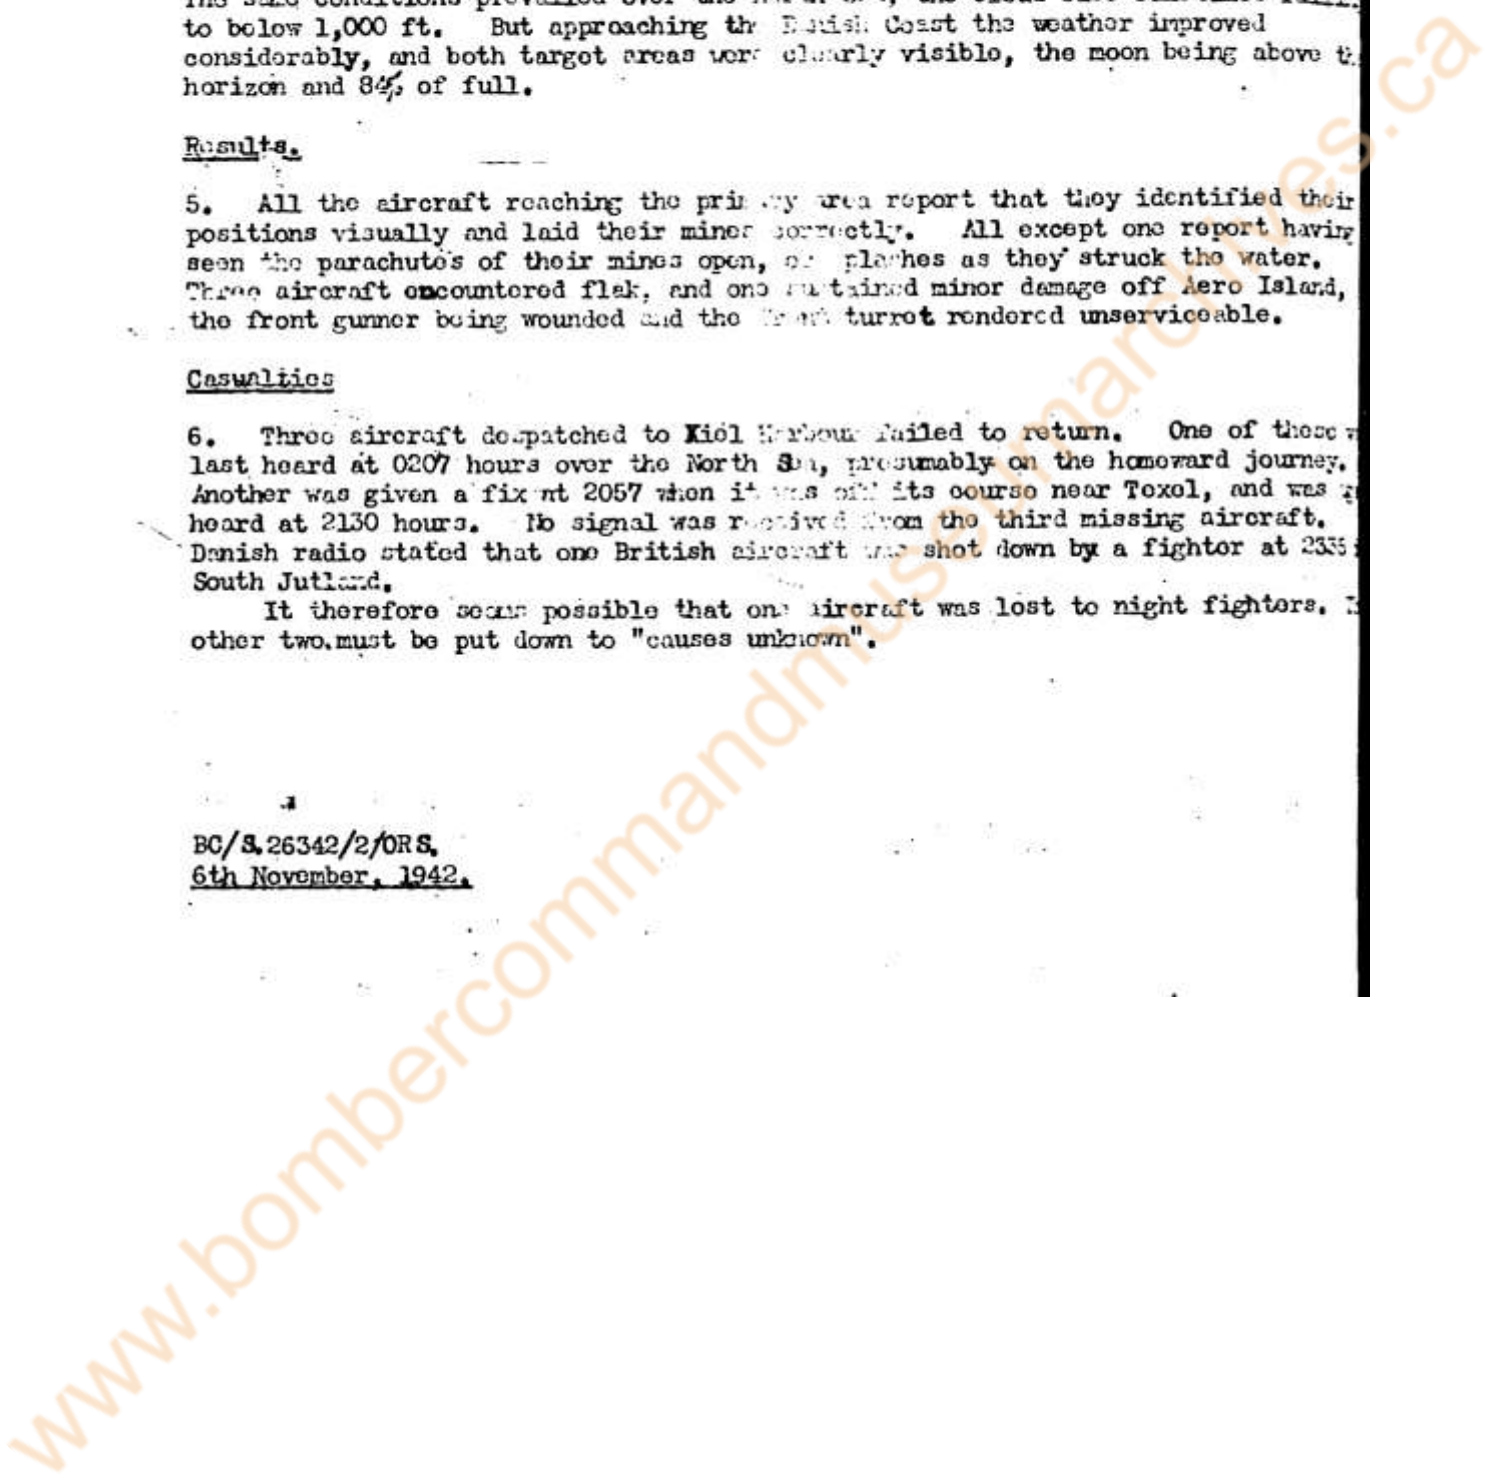 to below 1,000 ft. But approaching the Danish Coast the weather improved
considerably, and both target areas were clearly visible, the moon being above
horizon and 84% of full.
Results.
5. All the aircraft reaching the primary area report that they identified their
positions visually and laid their mines correctly. All except one report having
seen the parachutes of their mines open, or splashes as they struck the water.
Three aircraft encountered flak, and one sustained minor damage off Aero Island,
the front gunner being wounded and the front turret rendered unserviceable.
Casualties
6. Three aircraft despatched to Kiel Harbour failed to return. One of these
last heard at 0207 hours over the North Sea, presumably on the homeward journey.
Another was given a fix at 2057 when it was off its course near Texel, and was
heard at 2130 hours. No signal was received from the third missing aircraft.
Danish radio stated that one British aircraft was shot down by a fighter at 2335
South Jutland.
It therefore seems possible that one aircraft was lost to night fighters.
other two must be put down to "causes unknown".
BC/S.26342/2/ORS.
6th November, 1942.
www.bombercommandmuseumarchives.ca